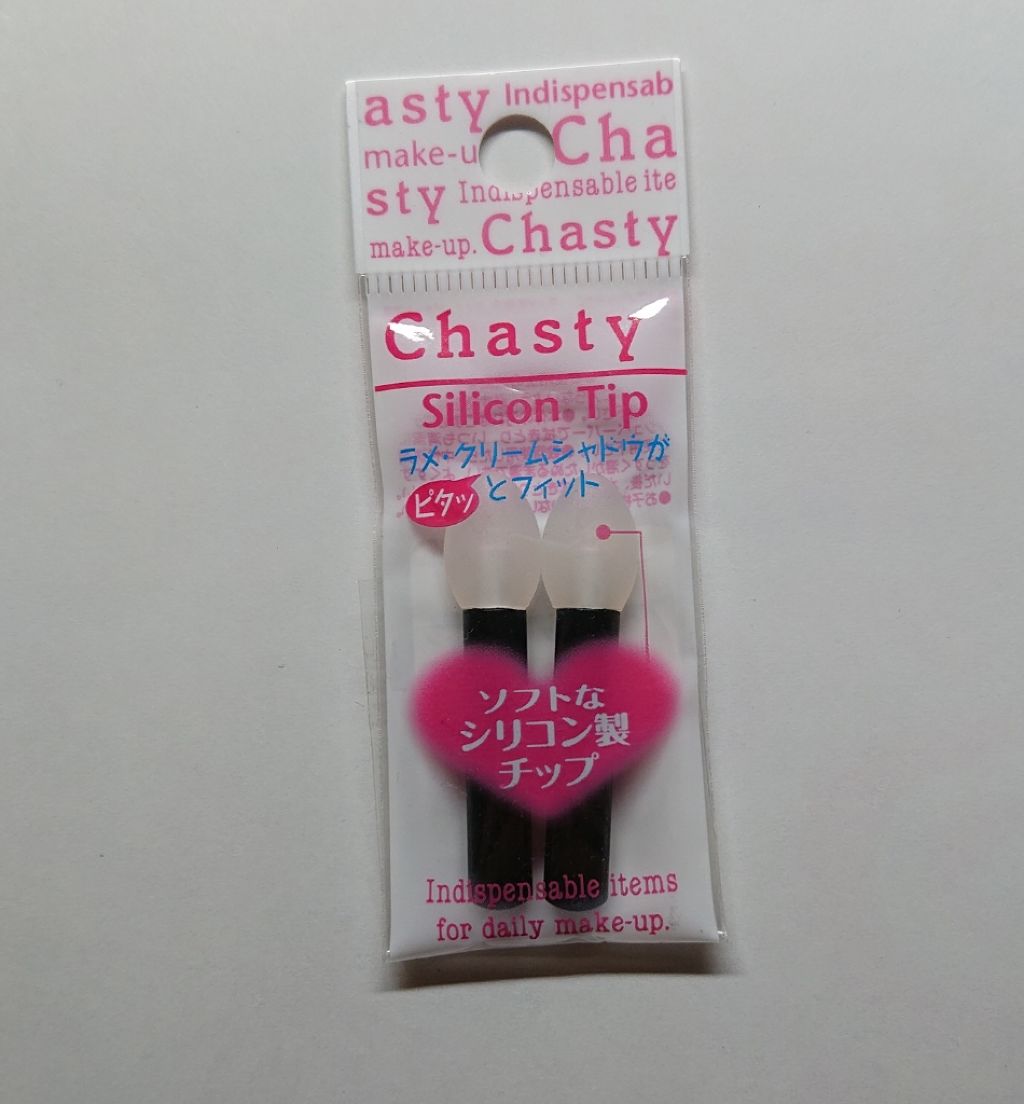 asty Indispensab
make-u Cha
sty Indispensable ite
make-up. Chasty
Chasty
Silicon Tip
ラメ・クリームシャドウが
ピタッ とフィット
ソフトな
シリコン製
チップ
Indispensable items
for daily make-up.